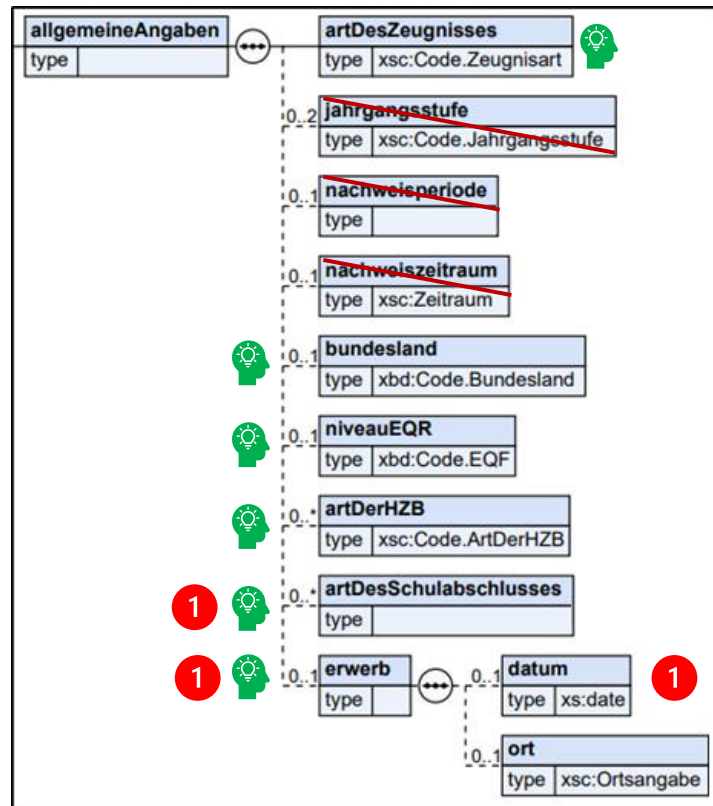 allgemeineAngaben
type
artDesZeugnisses
type xsc:Code.Zeugnisart
0..2 jahrgangsstufe
type xsc:Code.Jahrgangsstufe
0..1 nachweisperiode
type
0..1 nachweiszeitraum
type xsc:Zeitraum
0..1 bundesland
type xbd:Code.Bundesland
0..1 niveauEQR
type xbd:Code.EQF
0..* artDerHZB
type xsc:Code.ArtDerHZB
1 0..* artDesSchulabschlusses
type
1 0..1 erwerb
type
0..1 datum 1
type xs:date
0..1 ort
type xsc:Ortsangabe